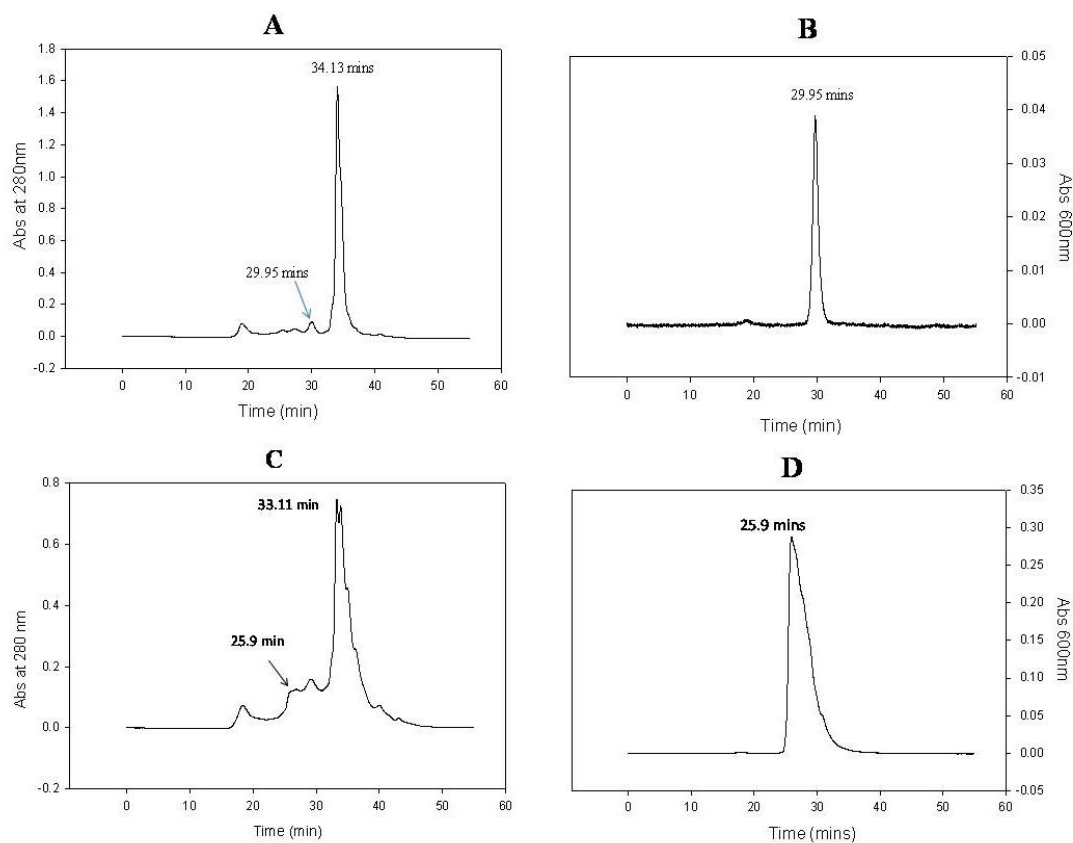 A
34.13 mins
1.8
1.6
1.4
1.2
1.0
0.8
0.6
0.4
0.2
0.0
-0.2
Abs at 280nm
29.95 mins
0 10 20 30 40 50 60
Time (min)
B
29.95 mins
0.05
0.04
0.03
0.02
0.01
0.00
-0.01
Abs 600nm
0 10 20 30 40 50 60
Time (min)
C
33.11 min
25.9 min
0.8
0.6
0.4
0.2
0.0
-0.2
Abs at 280 nm
0 10 20 30 40 50 60
Time (min)
D
25.9 mins
0.35
0.30
0.25
0.20
0.15
0.10
0.05
0.00
-0.05
Abs 600nm
0 10 20 30 40 50 60
Time (mins)